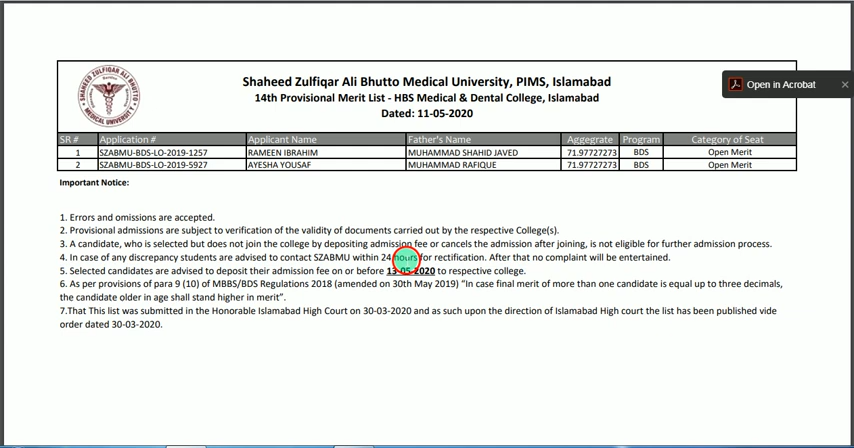 Shaheed Zulfiqar Ali Bhutto Medical University, PIMS, Islamabad
14th Provisional Merit List - HBS Medical & Dental College, Islamabad
Dated: 11-05-2020
Open in Acrobat
SR # Application # Applicant Name Father's Name Aggegrate Program Category of Seat
1 SZABMU-BDS-LO-2019-1257 RAMEEN IBRAHIM MUHAMMAD SHAHID JAVED 71.97727273 BDS Open Merit
2 SZABMU-BDS-LO-2019-5927 AYESHA YOUSAF MUHAMMAD RAFIQUE 71.97727273 BDS Open Merit
Important Notice:
1. Errors and omissions are accepted.
2. Provisional admissions are subject to verification of the validity of documents carried out by the respective College(s).
3. A candidate, who is selected but does not join the college by depositing admission fee or cancels the admission after joining, is not eligible for further admission process.
4. In case of any discrepancy students are advised to contact SZABMU within 24 hours for rectification. After that no complaint will be entertained.
5. Selected candidates are advised to deposit their admission fee on or before 13-05-2020 to respective college.
6. As per provisions of para 9 (10) of MBBS/BDS Regulations 2018 (amended on 30th May 2019) "In case final merit of more than one candidate is equal up to three decimals,
the candidate older in age shall stand higher in merit".
7.That This list was submitted in the Honorable Islamabad High Court on 30-03-2020 and as such upon the direction of Islamabad High court the list has been published vide
order dated 30-03-2020.